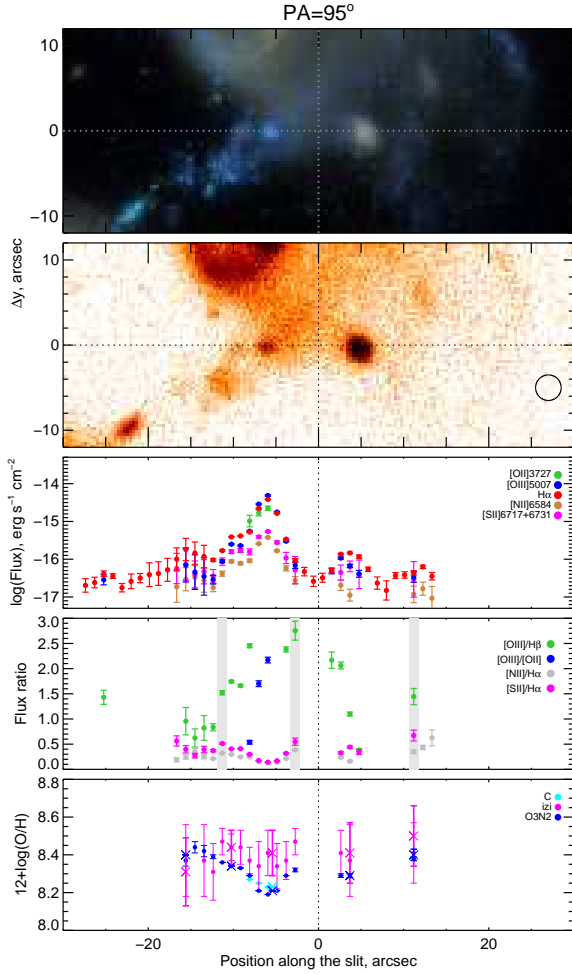 PA=95°
10
0
−10
Δy, arcsec
10
0
−10
log(Flux), erg s⁻¹ cm⁻²
−14
−15
−16
−17
[OII]3727
[OIII]5007
Hα
[NII]6584
[SII]6717+6731
Flux ratio
3.0
2.5
2.0
1.5
1.0
0.5
0.0
[OIII]/Hβ
[OIII]/[OII]
[NII]/Hα
[SII]/Hα
12+log(O/H)
8.8
8.6
8.4
8.2
8.0
C
izi
O3N2
−20 0 20
Position along the slit, arcsec